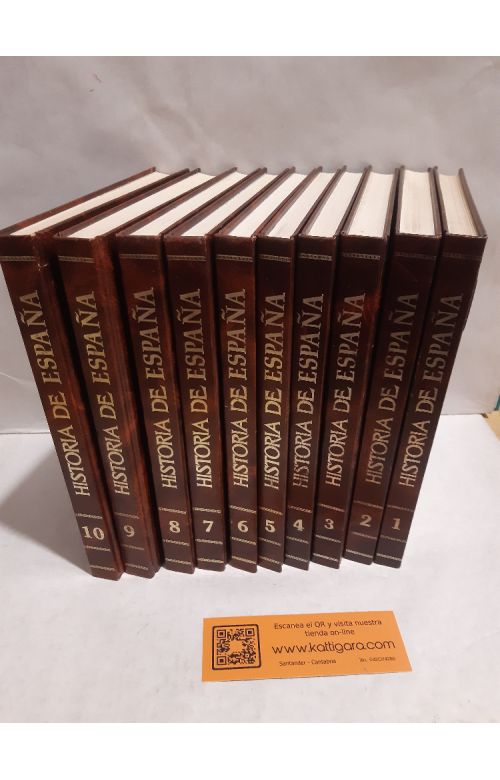 HISTORIA DE ESPAÑA
10
HISTORIA DE ESPAÑA
9
HISTORIA DE ESPAÑA
8
HISTORIA DE ESPAÑA
7
HISTORIA DE ESPAÑA
6
HISTORIA DE ESPAÑA
5
HISTORIA DE ESPAÑA
4
HISTORIA DE ESPAÑA
3
HISTORIA DE ESPAÑA
2
HISTORIA DE ESPAÑA
1
Escanea el QR y visita nuestra
tienda on-line
www.kattigara.com
Santander - Cantabria